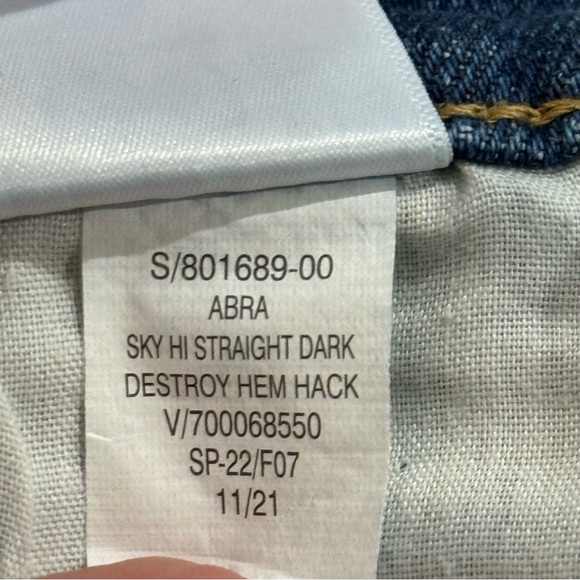 S/801689-00
ABRA
SKY HI STRAIGHT DARK
DESTROY HEM HACK
V/700068550
SP-22/F07
11/21